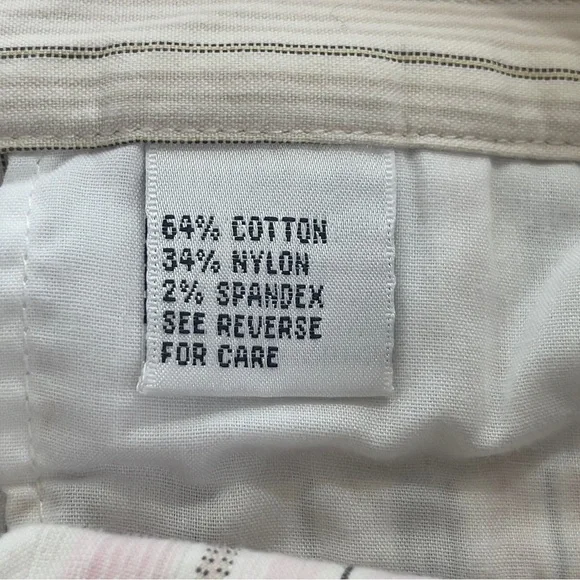 64% COTTON
34% NYLON
2% SPANDEX
SEE REVERSE
FOR CARE